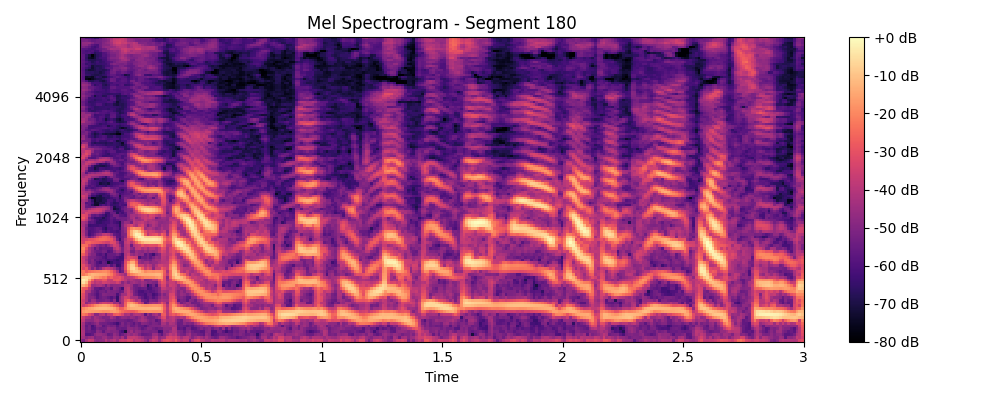 Mel Spectrogram - Segment 180
+0 dB
4096
-10 dB
-20 dB
2048
-30 dB
Frequency
-40 dB
1024
-50 dB
512
-60 dB
-70 dB
0
-80 dB
0 0.5 1 1.5 2 2.5 3
Time